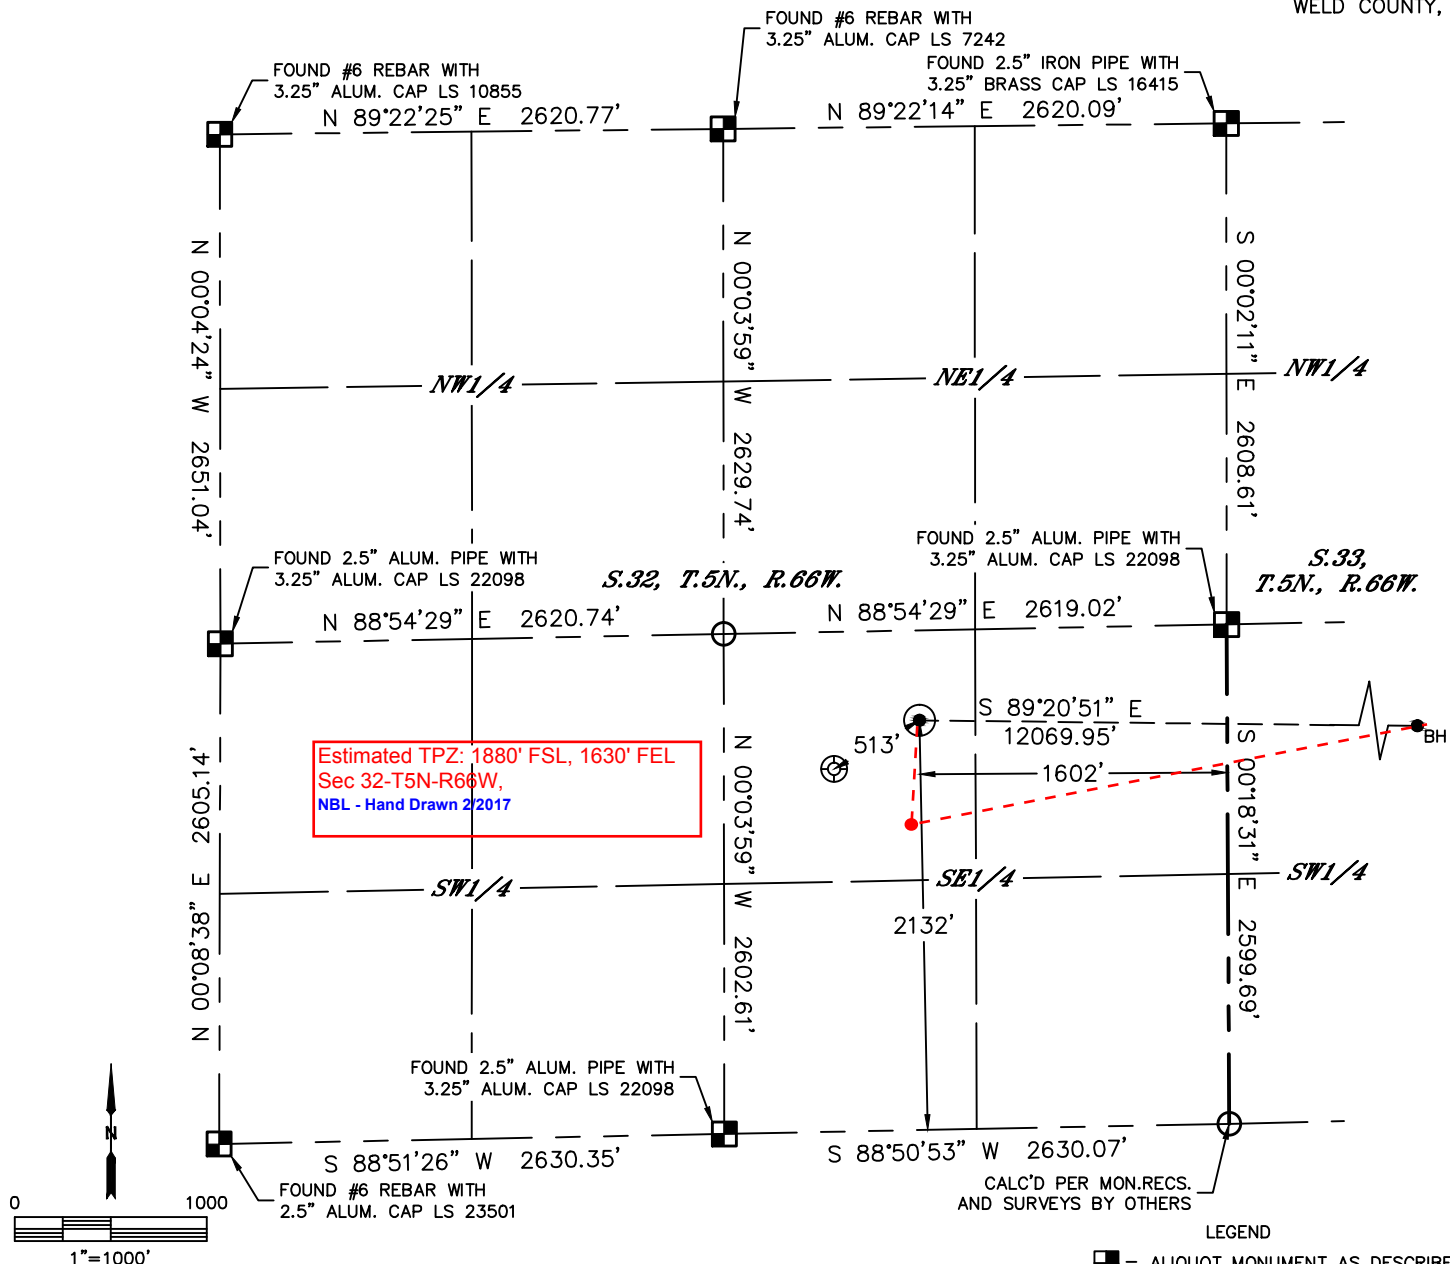 WELD COUNTY,
FOUND #6 REBAR WITH
3.25" ALUM. CAP LS 7242
FOUND #6 REBAR WITH
3.25" ALUM. CAP LS 10855
FOUND 2.5" IRON PIPE WITH
3.25" BRASS CAP LS 16415
N 89°22'25" E 2620.77'
N 89°22'14" E 2620.09'
N 00°04'24" W 2651.04'
N 00°03'59" W 2629.74'
S 00°02'11" E 2608.61'
NW1/4
NE1/4
NW1/4
FOUND 2.5" ALUM. PIPE WITH
3.25" ALUM. CAP LS 22098
S.32, T.5N., R.66W.
FOUND 2.5" ALUM. PIPE WITH
3.25" ALUM. CAP LS 22098
S.33,
T.5N., R.66W.
N 88°54'29" E 2620.74'
N 88°54'29" E 2619.02'
S 89°20'51" E
12069.95'
BH
513'
1602'
Estimated TPZ: 1880' FSL, 1630' FEL
Sec 32-T5N-R66W,
NBL - Hand Drawn 2/2017
N 00°08'38" E 2605.14'
N 00°03'59" W 2602.61'
S 00°18'31" E 2599.69'
SW1/4
SE1/4
SW1/4
2132'
FOUND 2.5" ALUM. PIPE WITH
3.25" ALUM. CAP LS 22098
N
S 88°51'26" W 2630.35'
S 88°50'53" W 2630.07'
FOUND #6 REBAR WITH
2.5" ALUM. CAP LS 23501
CALC'D PER MON.RECS.
AND SURVEYS BY OTHERS
0 1000
1"=1000'
LEGEND
= ALIQUOT MONUMENT AS DESCRIBE